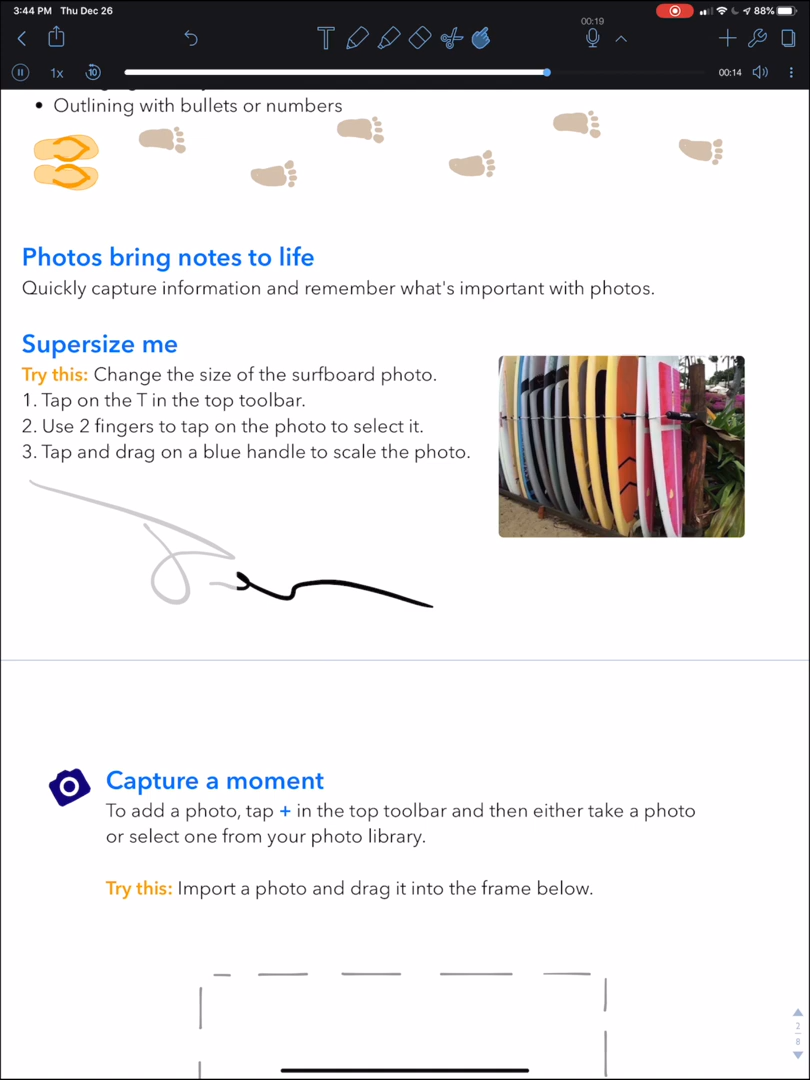 3:44 PM Thu Dec 26 88%
00:19
1x 10 00:14
• Outlining with bullets or numbers
Photos bring notes to life
Quickly capture information and remember what's important with photos.
Supersize me
Try this: Change the size of the surfboard photo.
1. Tap on the T in the top toolbar.
2. Use 2 fingers to tap on the photo to select it.
3. Tap and drag on a blue handle to scale the photo.
Capture a moment
To add a photo, tap + in the top toolbar and then either take a photo
or select one from your photo library.
Try this: Import a photo and drag it into the frame below.
2
8